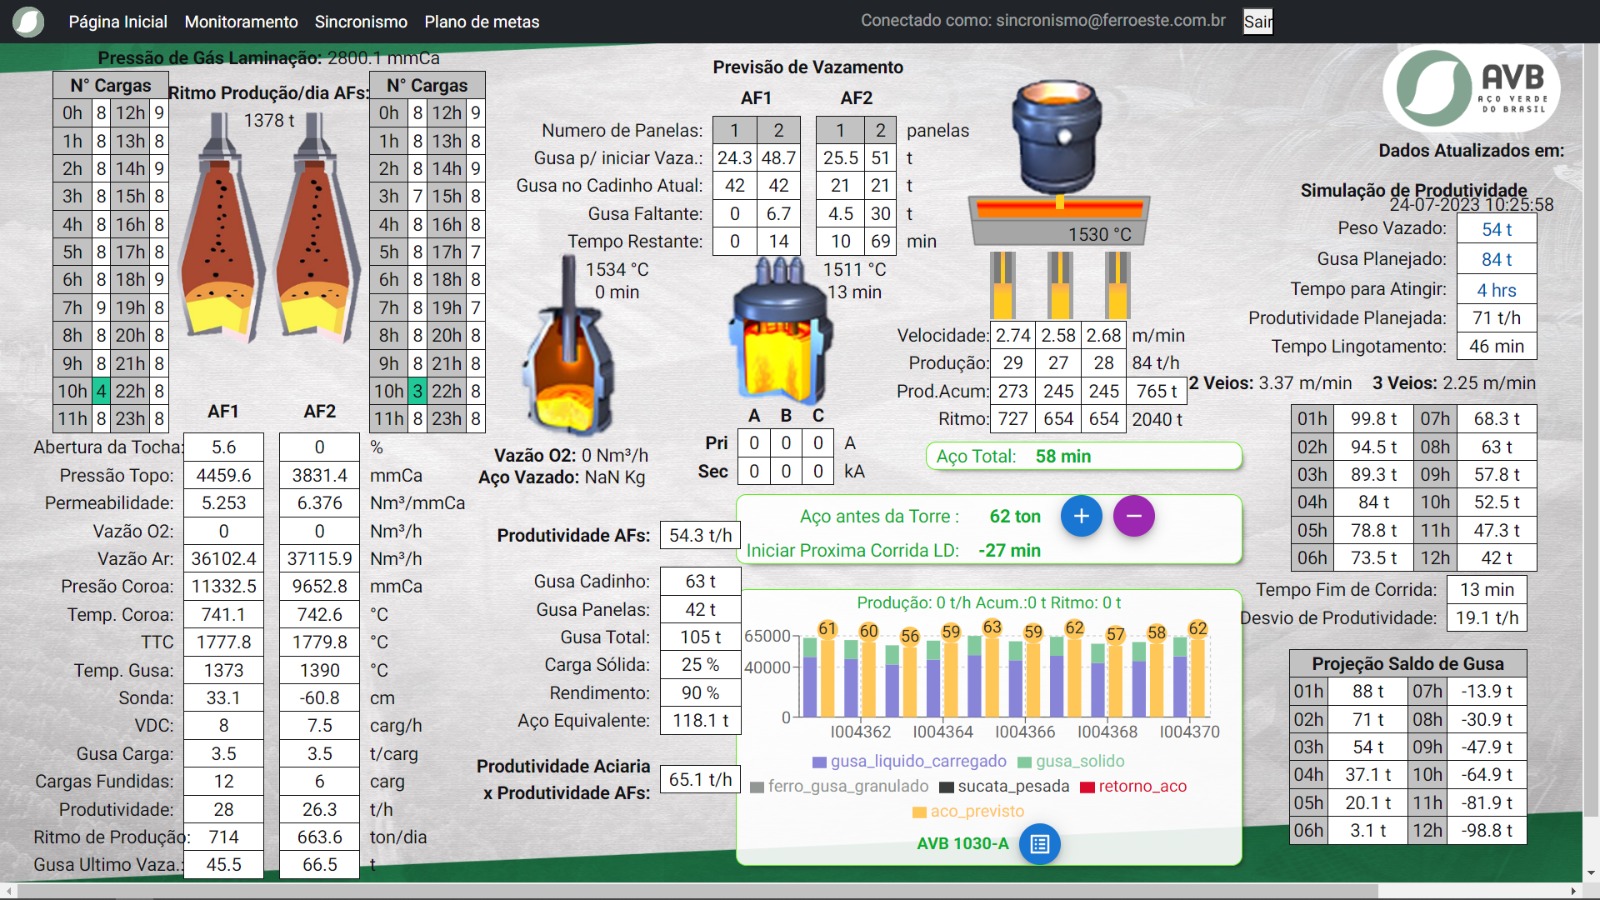 Página Inicial Monitoramento Sincronismo Plano de metas Conectado como: sincronismo@ferroeste.com.br Sair
Pressão de Gás Laminação: 2800.1 mmCa
N° Cargas
0h 8 12h 9
1h 8 13h 8
2h 8 14h 9
3h 8 15h 8
4h 8 16h 8
5h 8 17h 8
6h 8 18h 9
7h 9 19h 8
8h 8 20h 8
9h 8 21h 8
10h 4 22h 8
11h 8 23h 8
Ritmo Produção/dia AFs:
1378 t
N° Cargas
0h 8 12h 9
1h 8 13h 8
2h 8 14h 9
3h 7 15h 8
4h 8 16h 8
5h 8 17h 7
6h 8 18h 8
7h 8 19h 7
8h 8 20h 8
9h 8 21h 8
10h 3 22h 8
11h 8 23h 8
AF1 AF2
Abertura da Tocha: 5.6 0 %
Pressão Topo: 4459.6 3831.4 mmCa
Permeabilidade: 5.253 6.376 Nm³/mmCa
Vazão O2: 0 0 Nm³/h
Vazão Ar: 36102.4 37115.9 Nm³/h
Presão Coroa: 11332.5 9652.8 mmCa
Temp. Coroa: 741.1 742.6 °C
TTC 1777.8 1779.8 °C
Temp. Gusa: 1373 1390 °C
Sonda: 33.1 -60.8 cm
VDC: 8 7.5 carg/h
Gusa Carga: 3.5 3.5 t/carg
Cargas Fundidas: 12 6 carg
Produtividade: 28 26.3 t/h
Ritmo de Produção: 714 663.6 ton/dia
Gusa Ultimo Vaza.: 45.5 66.5 t
Previsão de Vazamento
AF1 AF2
Numero de Panelas: 1 2 1 2 panelas
Gusa p/ iniciar Vaza.: 24.3 48.7 25.5 51 t
Gusa no Cadinho Atual: 42 42 21 21 t
Gusa Faltante: 0 6.7 4.5 30 t
Tempo Restante: 0 14 10 69 min
1534 °C
0 min
1511 °C
13 min
Vazão O2: 0 Nm³/h
Aço Vazado: NaN Kg
A B C
Pri 0 0 0 A
Sec 0 0 0 kA
Produtividade AFs: 54.3 t/h
Gusa Cadinho: 63 t
Gusa Panelas: 42 t
Gusa Total: 105 t
Carga Sólida: 25 %
Rendimento: 90 %
Aço Equivalente: 118.1 t
Produtividade Aciaria
x Produtividade AFs: 65.1 t/h
1530 °C
Velocidade: 2.74 2.58 2.68 m/min
Produção: 29 27 28 84 t/h
Prod.Acum: 273 245 245 765 t
Ritmo: 727 654 654 2040 t
Aço Total: 58 min
Aço antes da Torre : 62 ton + −
Iniciar Proxima Corrida LD: -27 min
Produção: 0 t/h Acum.:0 t Ritmo: 0 t
65000
40000
0
61 60 56 59 63 59 62 57 58 62
I004362 I004364 I004366 I004368 I004370
gusa_liquido_carregado gusa_solido
ferro_gusa_granulado sucata_pesada retorno_aco
aco_previsto
AVB 1030-A
AVB
AÇO VERDE
DO BRASIL
Dados Atualizados em:
24-07-2023 10:25:58
Simulação de Produtividade
Peso Vazado: 54 t
Gusa Planejado: 84 t
Tempo para Atingir: 4 hrs
Produtividade Planejada: 71 t/h
Tempo Lingotamento: 46 min
2 Veios: 3.37 m/min 3 Veios: 2.25 m/min
01h 99.8 t 07h 68.3 t
02h 94.5 t 08h 63 t
03h 89.3 t 09h 57.8 t
04h 84 t 10h 52.5 t
05h 78.8 t 11h 47.3 t
06h 73.5 t 12h 42 t
Tempo Fim de Corrida: 13 min
Desvio de Produtividade: 19.1 t/h
Projeção Saldo de Gusa
01h 88 t 07h -13.9 t
02h 71 t 08h -30.9 t
03h 54 t 09h -47.9 t
04h 37.1 t 10h -64.9 t
05h 20.1 t 11h -81.9 t
06h 3.1 t 12h -98.8 t